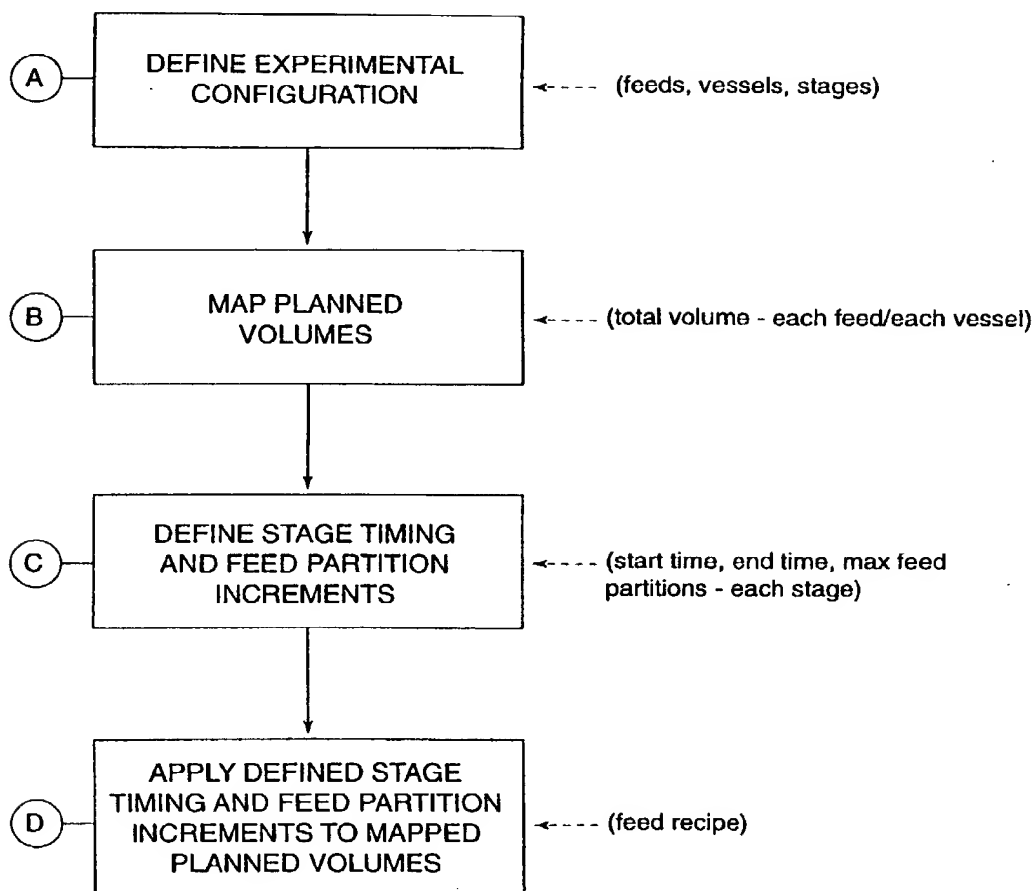 A
DEFINE EXPERIMENTAL
CONFIGURATION
(feeds, vessels, stages)
B
MAP PLANNED
VOLUMES
(total volume - each feed/each vessel)
C
DEFINE STAGE TIMING
AND FEED PARTITION
INCREMENTS
(start time, end time, max feed
partitions - each stage)
D
APPLY DEFINED STAGE
TIMING AND FEED PARTITION
INCREMENTS TO MAPPED
PLANNED VOLUMES
(feed recipe)